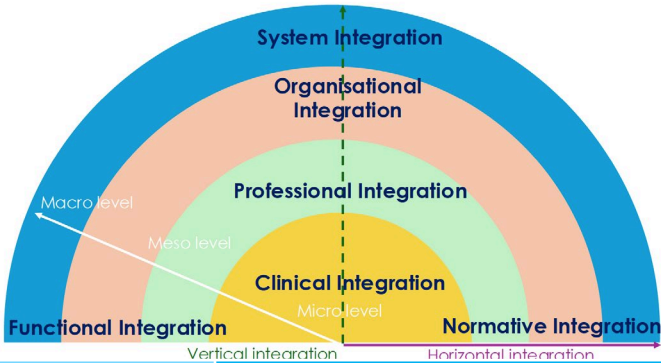 System Integration
Organisational
Integration
Professional Integration
Macro level
Meso level
Clinical Integration
Micro level
Functional Integration
Normative Integration
Vertical integration
Horizontal integration